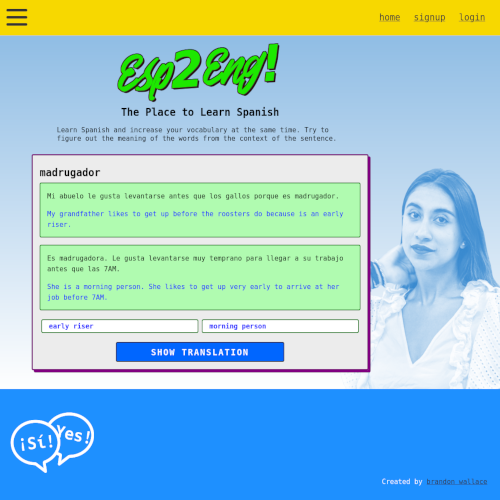 home signup login
Esp2Eng!
The Place to Learn Spanish
Learn Spanish and increase your vocabulary at the same time. Try to
figure out the meaning of the words from the context of the sentence.
madrugador
Mi abuelo le gusta levantarse antes que los gallos porque es madrugador.
My grandfather likes to get up before the roosters do because is an early
riser.
Es madrugadora. Le gusta levantarse muy temprano para llegar a su trabajo
antes que las 7AM.
She is a morning person. She likes to get up very early to arrive at her
job before 7AM.
early riser morning person
SHOW TRANSLATION
¡Sí! Yes!
Created by brandon wallace